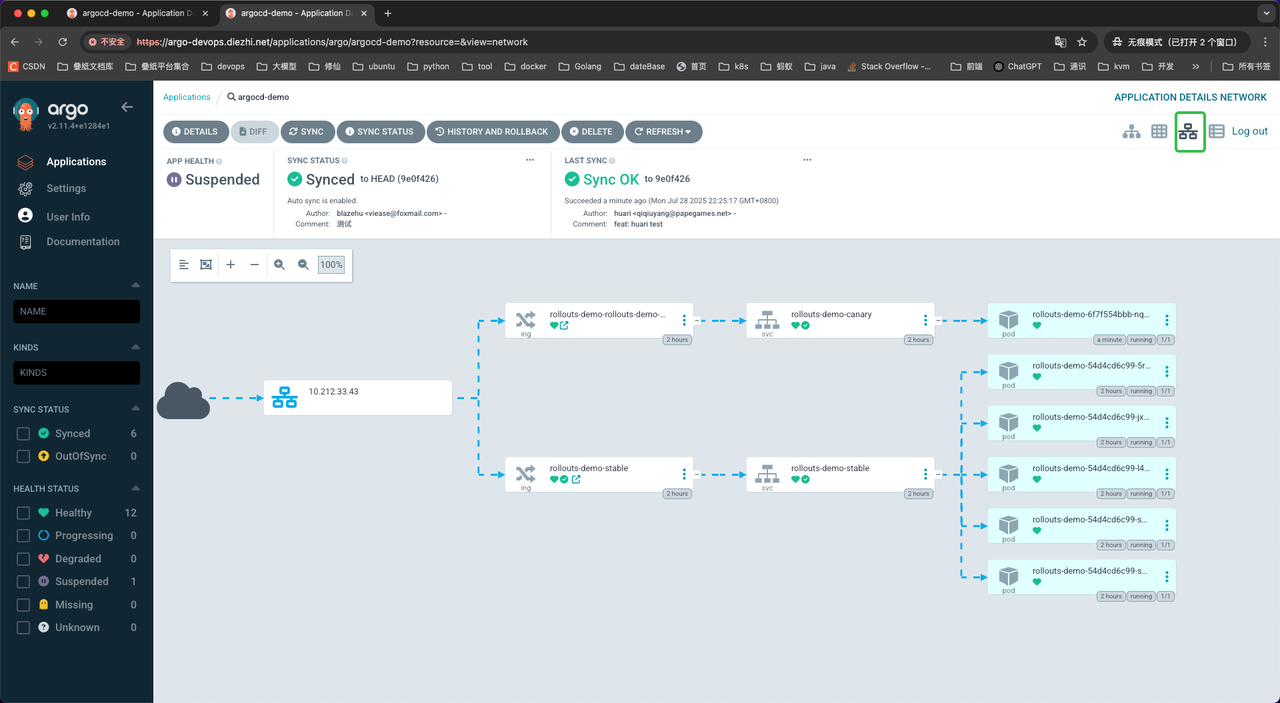 argocd-demo - Application D
argocd-demo - Application D
不安全
https://argo-devops.diezhi.net/applications/argo/argocd-demo?resource=&view=network
无痕模式（已打开 2 个窗口）
CSDN
叠纸文档库
叠纸平台集合
devops
大模型
修仙
ubuntu
python
tool
docker
Golang
dateBase
首页
k8s
蚂蚁
java
Stack Overflow -...
前端
ChatGPT
通识
kvm
开发
»
所有书签
argo
v2.11.4+e1284e1
Applications
Settings
User Info
Documentation
NAME
NAME
KINDS
KINDS
SYNC STATUS
Synced 6
OutOfSync 0
HEALTH STATUS
Healthy 12
Progressing 0
Degraded 0
Suspended 1
Missing 0
Unknown 0
Applications / argocd-demo
APPLICATION DETAILS NETWORK
DETAILS
DIFF
SYNC
SYNC STATUS
HISTORY AND ROLLBACK
DELETE
REFRESH
Log out
APP HEALTH
Suspended
SYNC STATUS
Synced to HEAD (9e0f426)
Auto sync is enabled.
Author: blazehu <viease@foxmail.com> -
Comment: 测试
LAST SYNC
Sync OK to 9e0f426
Succeeded a minute ago (Mon Jul 28 2025 22:25:17 GMT+0800)
Author: huari <qiqiuyang@papegames.net> -
Comment: feat: huari test
100%
10.212.33.43
rollouts-demo-rollouts-demo-...
ing
2 hours
rollouts-demo-canary
svc
2 hours
rollouts-demo-6f7f554bbb-nq...
pod
a minute running 1/1
rollouts-demo-54d4cd6c99-5r...
pod
2 hours running 1/1
rollouts-demo-54d4cd6c99-jx...
pod
2 hours running 1/1
rollouts-demo-stable
ing
2 hours
rollouts-demo-stable
svc
2 hours
rollouts-demo-54d4cd6c99-l4...
pod
2 hours running 1/1
rollouts-demo-54d4cd6c99-s...
pod
2 hours running 1/1
rollouts-demo-54d4cd6c99-s...
pod
2 hours running 1/1